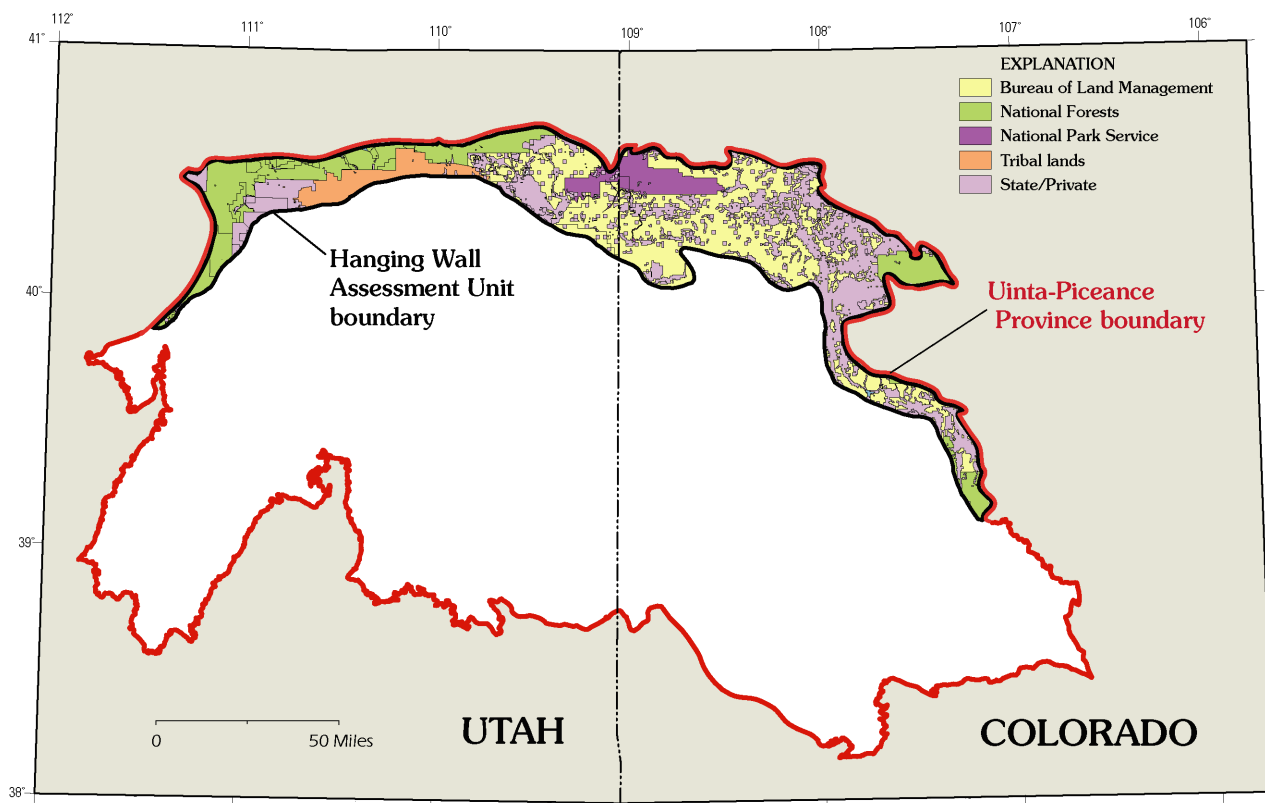 112°
111°
110°
109°
108°
107°
106°
41°
EXPLANATION
Bureau of Land Management
National Forests
National Park Service
Tribal lands
State/Private
Hanging Wall
Assessment Unit
boundary
40°
Uinta-Piceance
Province boundary
39°
0
50 Miles
UTAH
COLORADO
38°